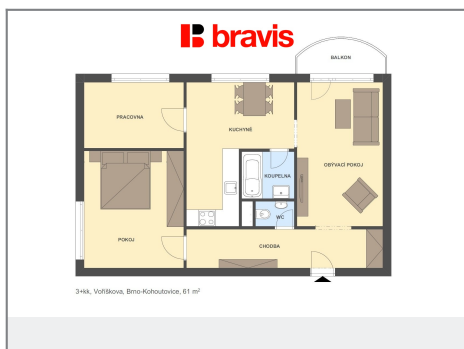 bravis
BALKON
PRACOVNA
KUCHYNĚ
OBÝVACÍ POKOJ
KOUPELNA
WC
POKOJ
CHODBA
3+kk, Voříškova, Brno-Kohoutovice, 61 m²